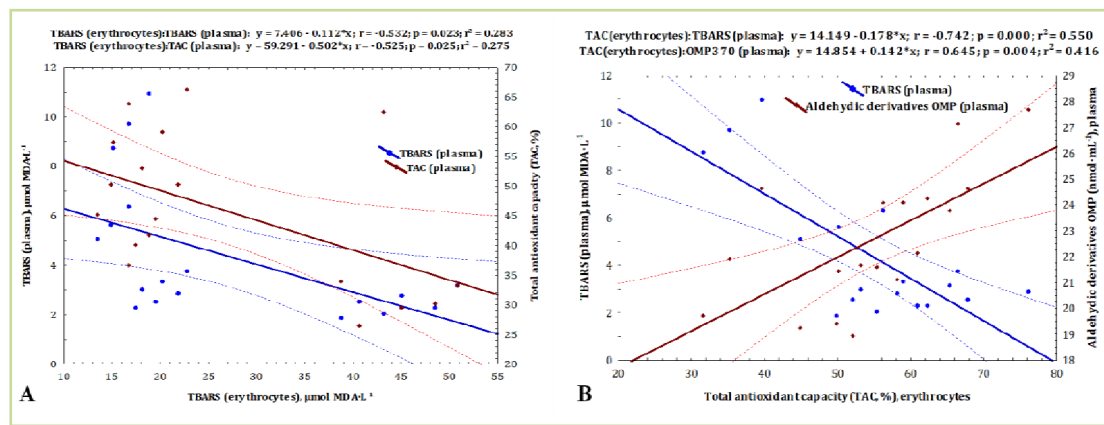 TBARS (erythrocytes):TBARS (plasma): y = 7.406 - 0.112*x; r = -0.532; p = 0.023; r² = 0.283
TBARS (erythrocytes):TAC (plasma): y = 59.291 - 0.502*x; r = -0.525; p = 0.025; r² = 0.275
12
10
8
6
4
2
0
TBARS (plasma), µmol MDA·L⁻¹
TBARS (plasma)
TAC (plasma)
70
65
60
55
50
45
40
35
30
25
20
Total antioxidant capacity (TAC, %)
10 15 20 25 30 35 40 45 50 55
A
TBARS (erythrocytes), µmol MDA·L⁻¹
TAC(erythrocytes):TBARS(plasma): y = 14.149 - 0.178*x; r = -0.742; p = 0.000; r² = 0.550
TAC(erythrocytes):OMP370 (plasma): y = 14.854 + 0.142*x; r = 0.645; p = 0.004; r² = 0.416
12
10
8
6
4
2
0
TBARS (plasma), µmol MDA·L⁻¹
TBARS (plasma)
Aldehydic derivatives OMP (plasma)
29
28
27
26
25
24
23
22
21
20
19
18
Aldehydic derivatives OMP (nmol·mL⁻¹), plasma
20 30 40 50 60 70 80
B
Total antioxidant capacity (TAC, %), erythrocytes